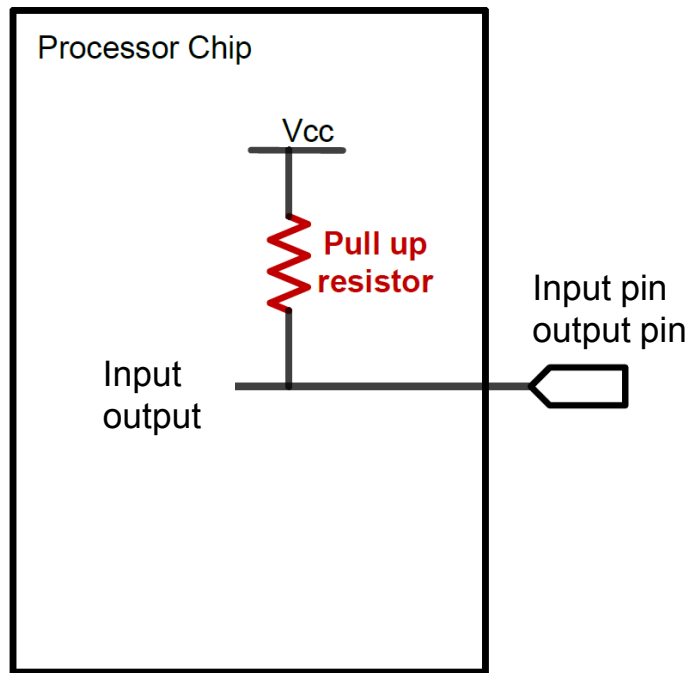 Processor Chip
Vcc
Pull up
resistor
Input pin
output pin
Input
output